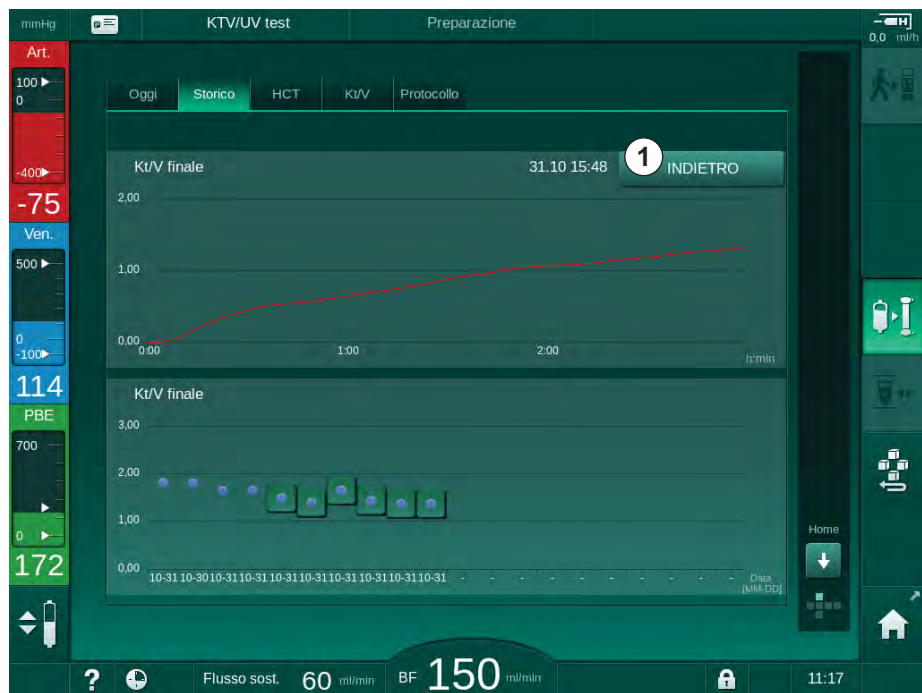 mmHg
KTV/UV test
Preparazione
0,0 ml/h
Art.
100
0
-400
-75
Ven.
500
0
-100
114
PBE
700
0
172
Oggi
Storico
HCT
Kt/V
Protocollo
Kt/V finale
31.10 15:48
1
INDIETRO
2,00
1,00
0,00
0:00
1:00
2:00
h:min
Kt/V finale
3,00
2,00
1,00
0,00
10-31 10-30 10-31 10-31 10-31 10-31 10-31 10-31 10-31 10-31 - - - - - - - - - -
Data
[MM-DD]
Home
?
Flusso sost. 60 ml/min
BF 150 ml/min
11:17